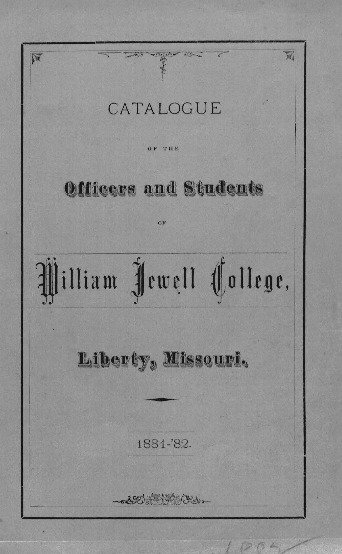 CATALOGUE
OF THE
Officers and Students
OF
William Jewell College,
Liberty, Missouri.
1881-'82.